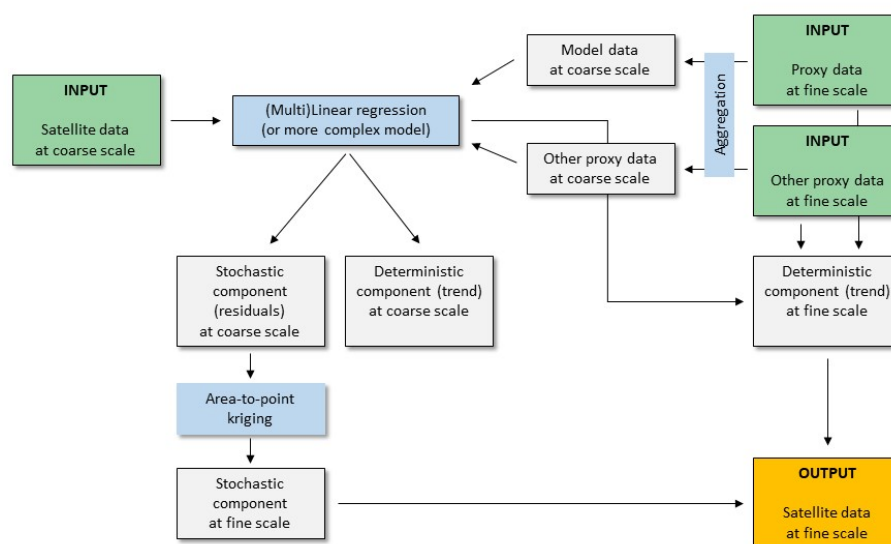 INPUT
Satellite data
at coarse scale
(Multi)Linear regression
(or more complex model)
Model data
at coarse scale
Other proxy data
at coarse scale
Aggregation
INPUT
Proxy data
at fine scale
INPUT
Other proxy data
at fine scale
Stochastic
component
(residuals)
at coarse scale
Deterministic
component (trend)
at coarse scale
Deterministic
component (trend)
at fine scale
Area-to-point
kriging
Stochastic
component
at fine scale
OUTPUT
Satellite data
at fine scale